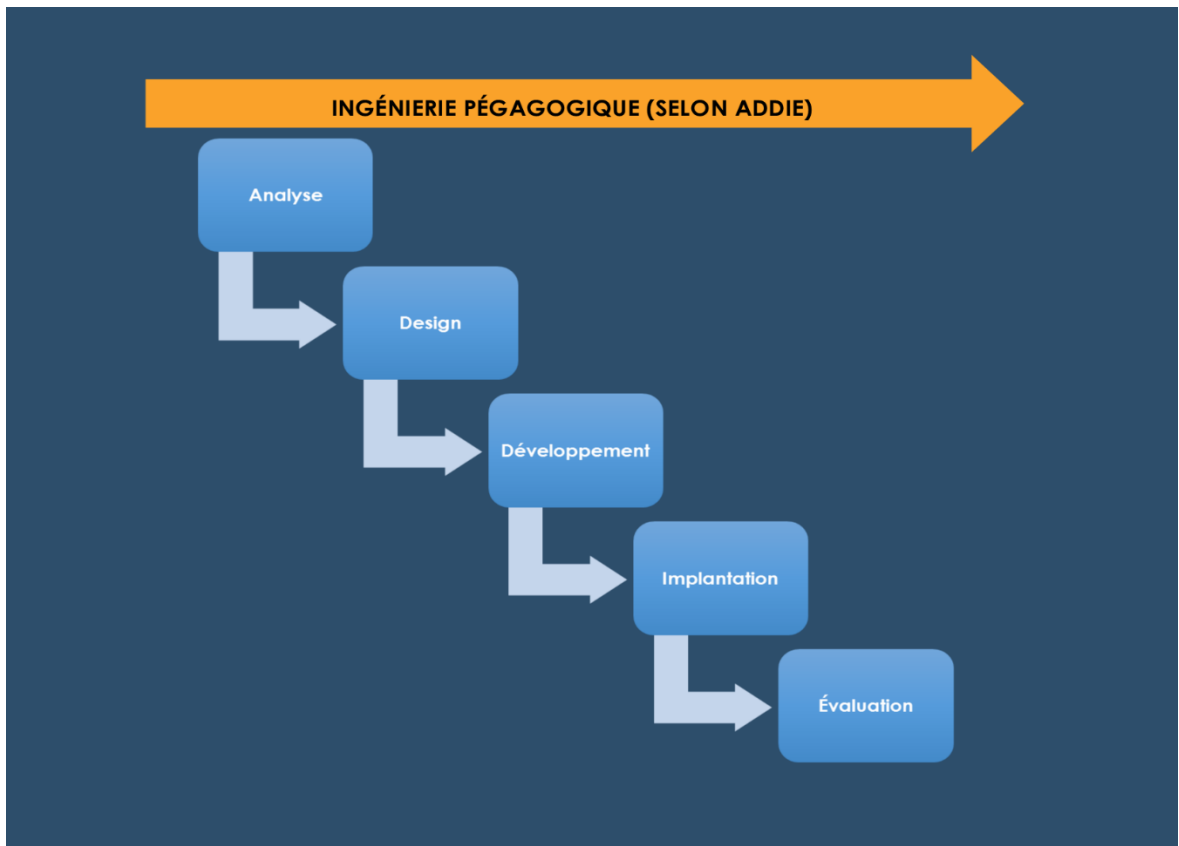 INGÉNIERIE PÉGAGOGIQUE (SELON ADDIE)
Analyse
Design
Développement
Implantation
Évaluation